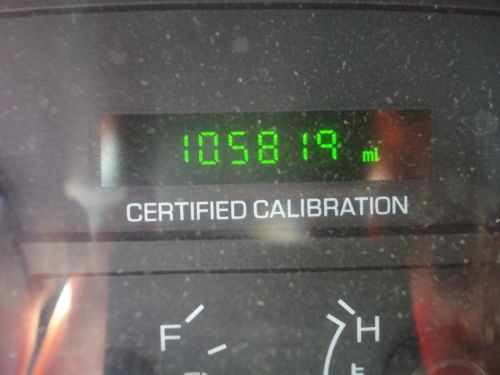 105819 mi
CERTIFIED CALIBRATION
F H